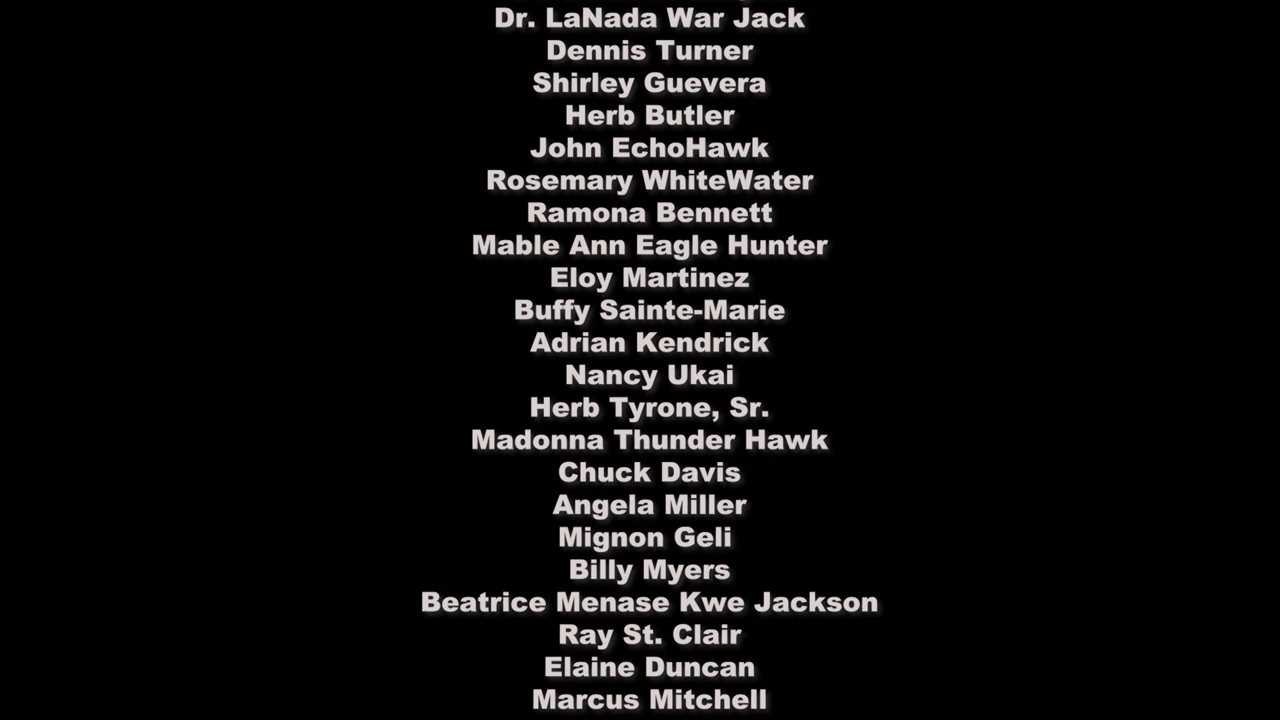 Dr. LaNada War Jack
Dennis Turner
Shirley Guevera
Herb Butler
John EchoHawk
Rosemary WhiteWater
Ramona Bennett
Mable Ann Eagle Hunter
Eloy Martinez
Buffy Sainte-Marie
Adrian Kendrick
Nancy Ukai
Herb Tyrone, Sr.
Madonna Thunder Hawk
Chuck Davis
Angela Miller
Mignon Geli
Billy Myers
Beatrice Menase Kwe Jackson
Ray St. Clair
Elaine Duncan
Marcus Mitchell